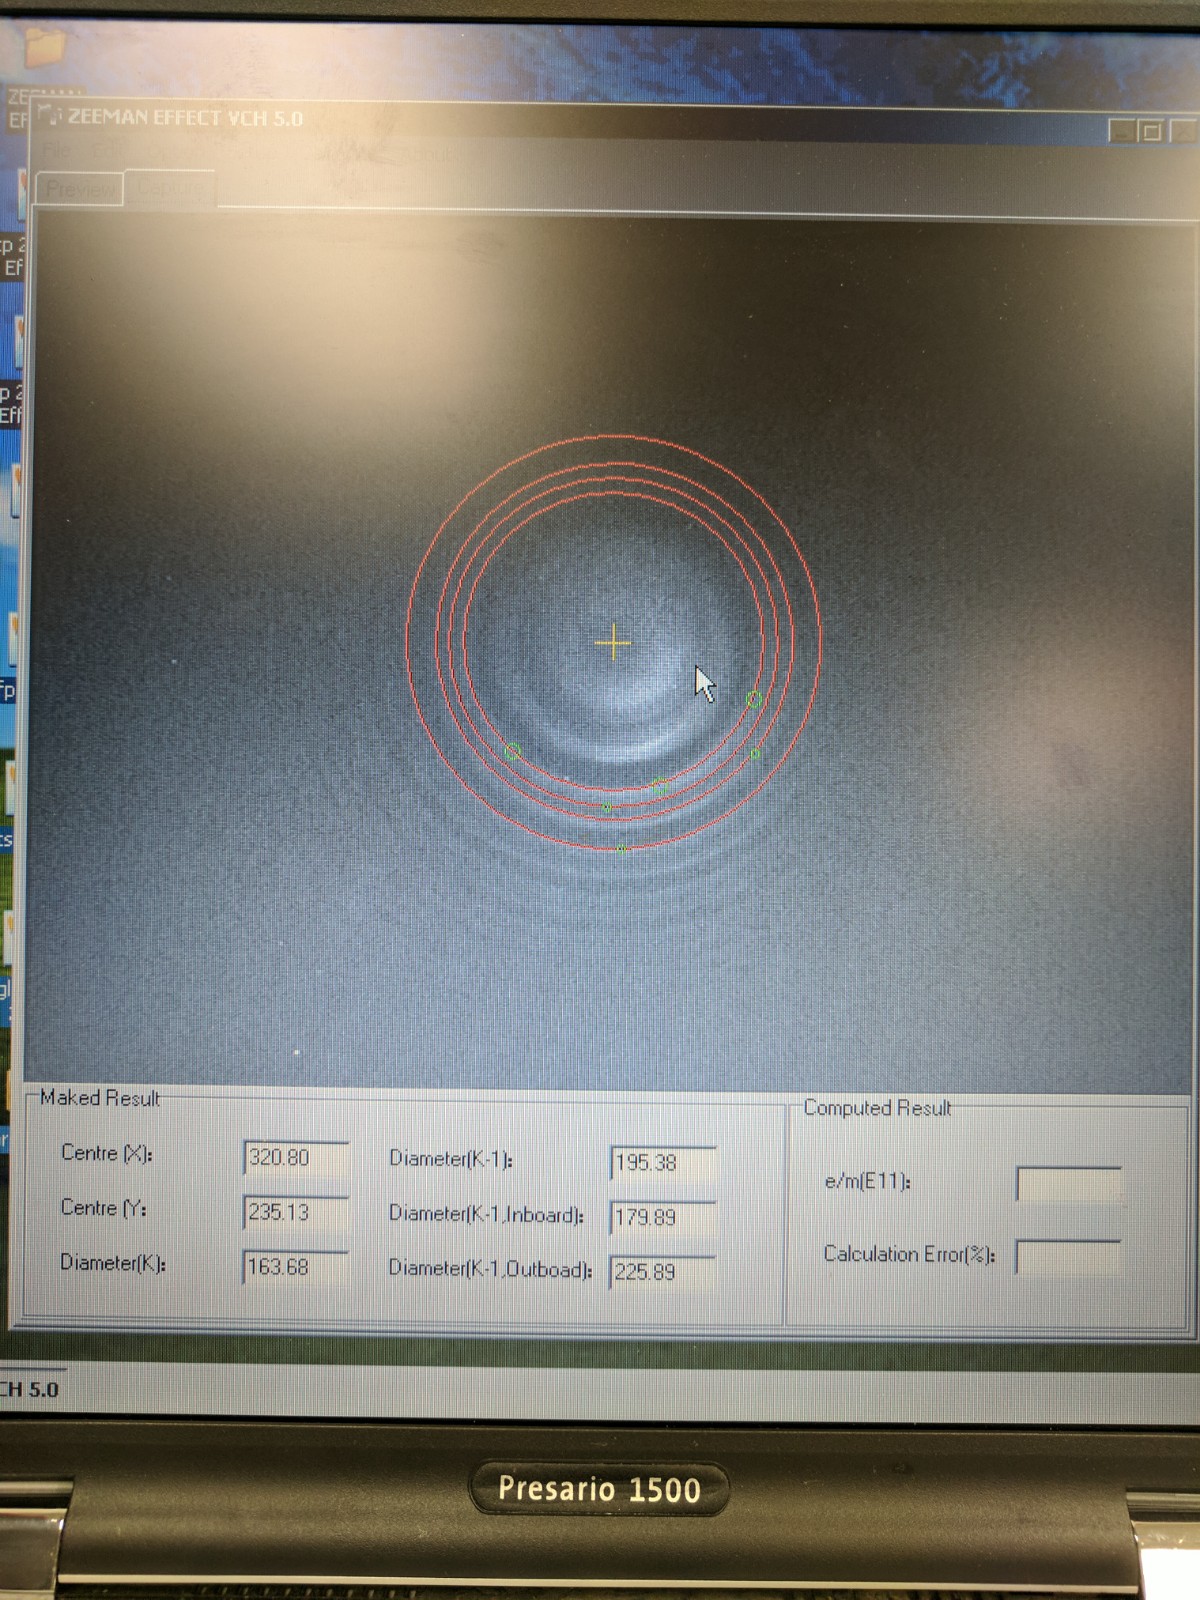 ZEEMAN EFFECT VCH 5.0
File
Preview
Capture
Maked Result
Centre (X):
320.80
Centre (Y:
235.13
Diameter(K):
163.68
Diameter(K-1):
195.38
Diameter(K-1,Inboard):
179.89
Diameter(K-1,Outboad):
225.89
Computed Result
e/m(E11):
Calculation Error(%):
CH 5.0
Presario 1500